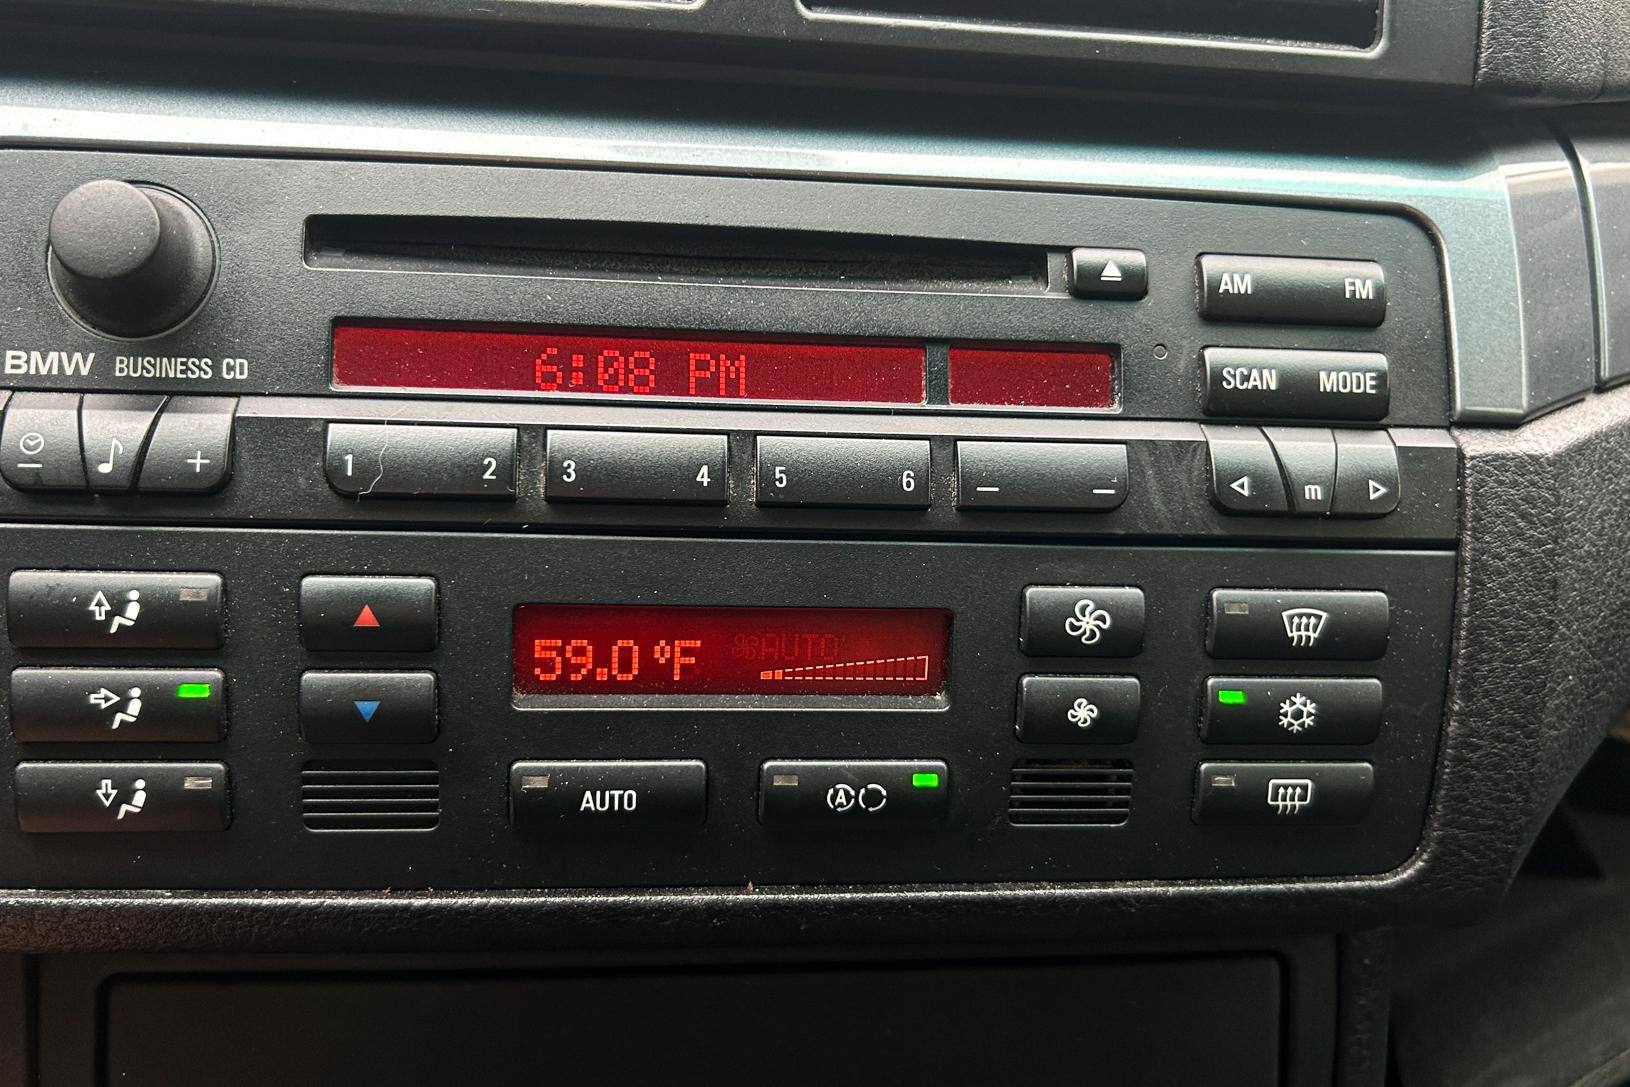 AM FM
6:08 PM
BMW BUSINESS CD
SCAN MODE
1 2 3 4 5 6 m
59.0 °F AUTO
AUTO A